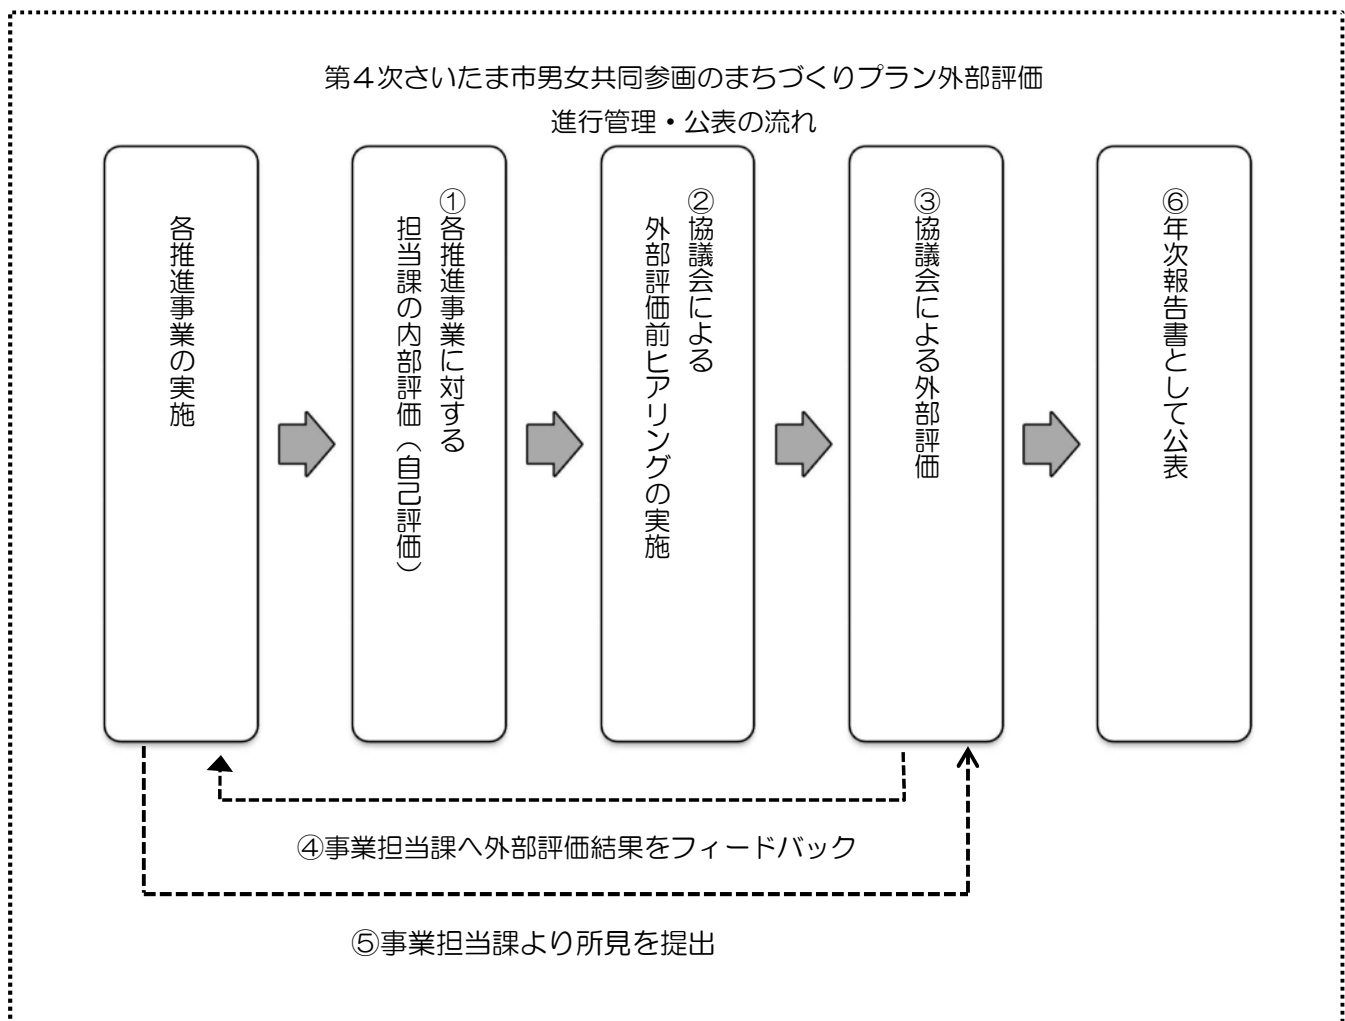 第４次さいたま市男女共同参画のまちづくりプラン外部評価
進行管理・公表の流れ
各推進事業の実施
①各推進事業に対する
担当課の内部評価（自己評価）
②協議会による
外部評価前ヒアリングの実施
③協議会による外部評価
⑥年次報告書として公表
④事業担当課へ外部評価結果をフィードバック
⑤事業担当課より所見を提出